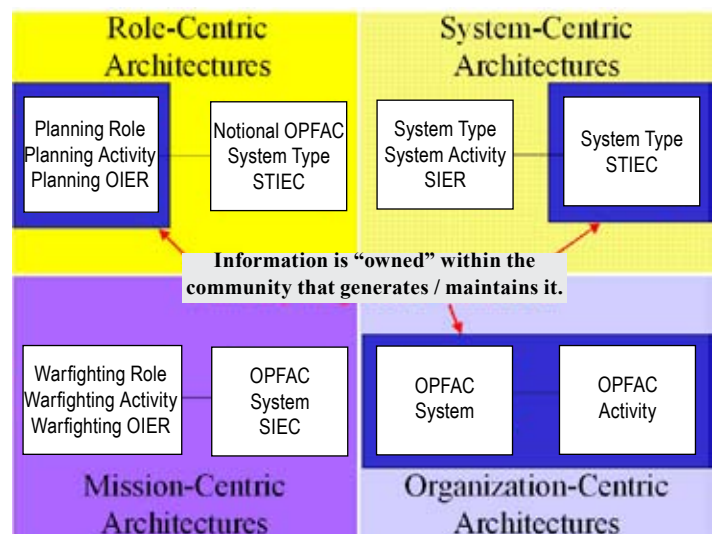 Role-Centric
Architectures
Planning Role
Planning Activity
Planning OIER
Notional OPFAC
System Type
STIEC
System-Centric
Architectures
System Type
System Activity
SIER
System Type
STIEC
Information is “owned” within the
community that generates / maintains it.
Warfighting Role
Warfighting Activity
Warfighting OIER
OPFAC
System
SIEC
Mission-Centric
Architectures
OPFAC
System
OPFAC
Activity
Organization-Centric
Architectures